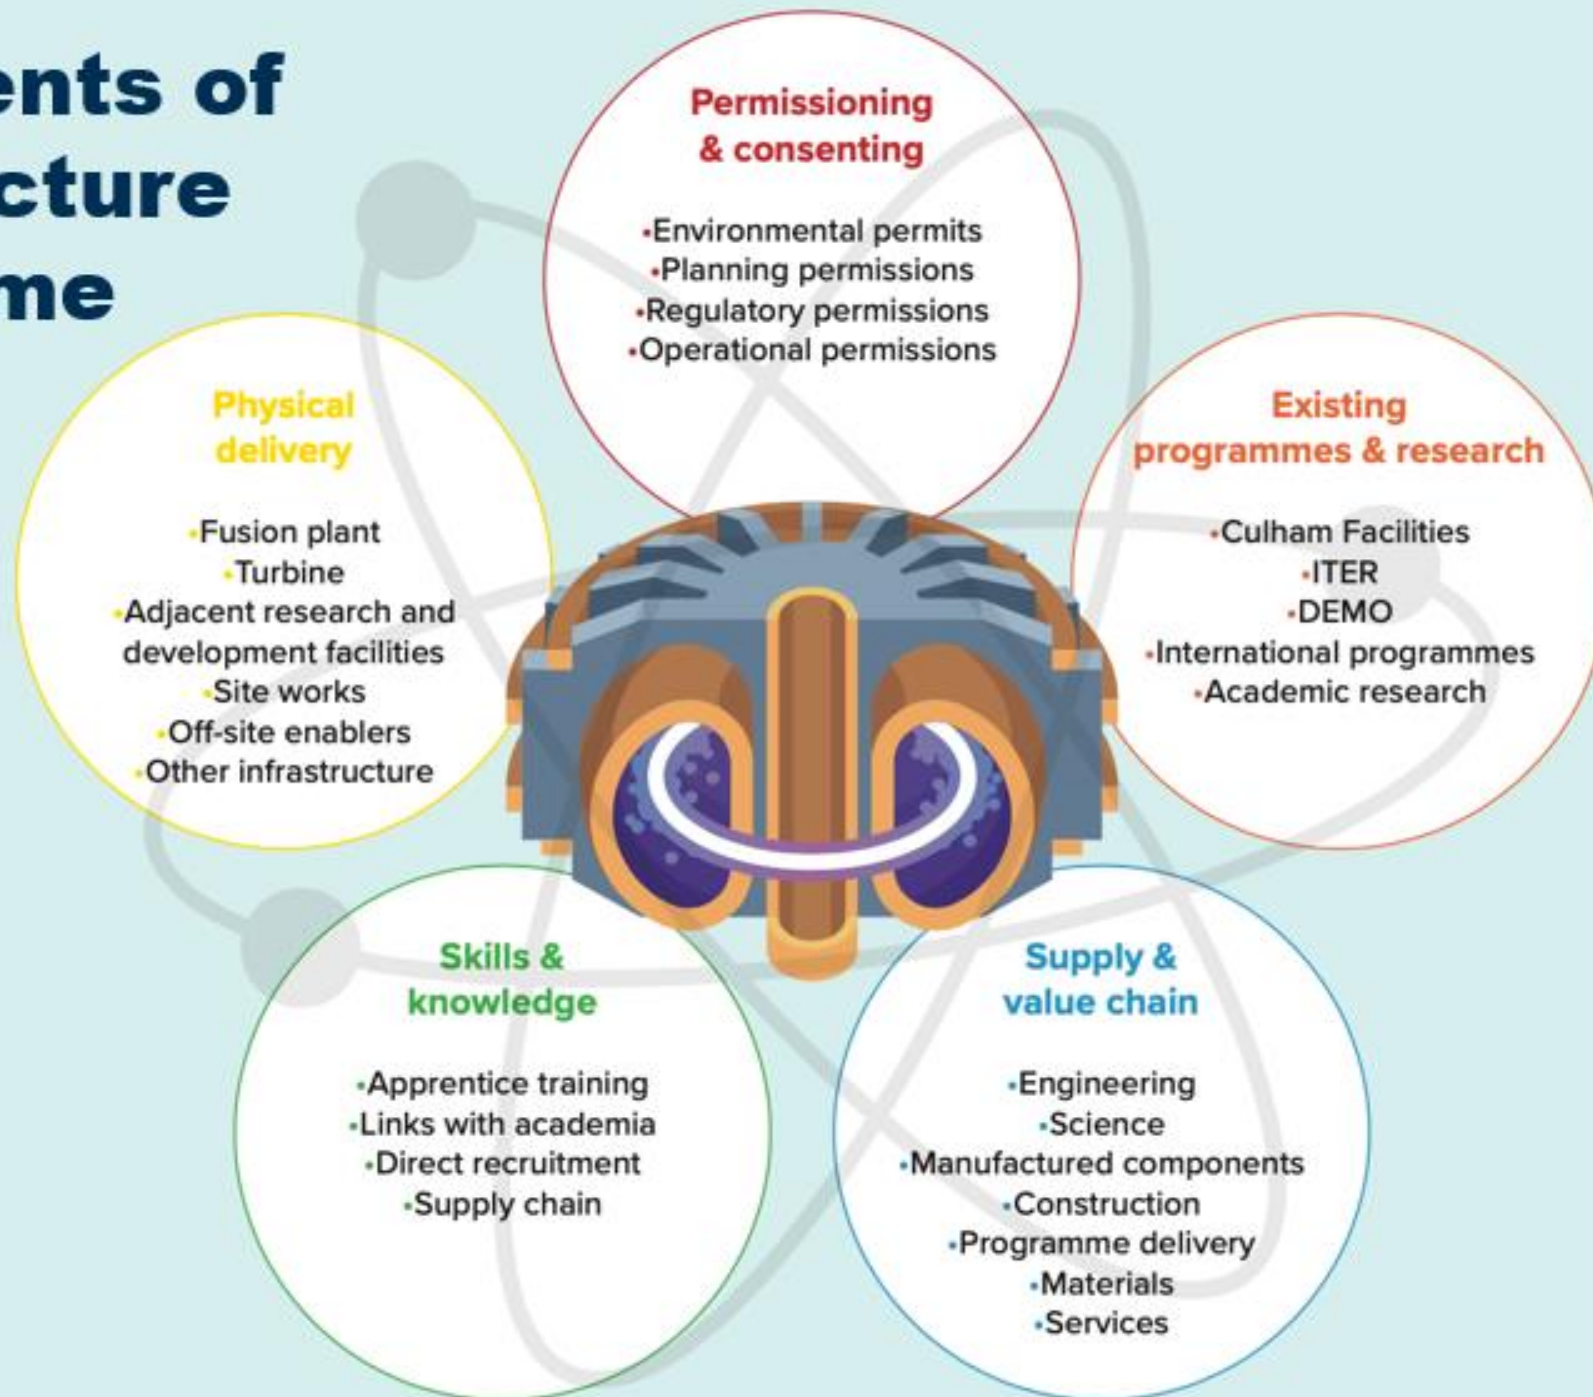 ents of
cture
me
Permissioning
& consenting
•Environmental permits
•Planning permissions
•Regulatory permissions
•Operational permissions
Physical
delivery
•Fusion plant
•Turbine
•Adjacent research and
development facilities
•Site works
•Off-site enablers
•Other infrastructure
Existing
programmes & research
•Culham Facilities
•ITER
•DEMO
•International programmes
•Academic research
Skills &
knowledge
•Apprentice training
•Links with academia
•Direct recruitment
•Supply chain
Supply &
value chain
•Engineering
•Science
•Manufactured components
•Construction
•Programme delivery
•Materials
•Services